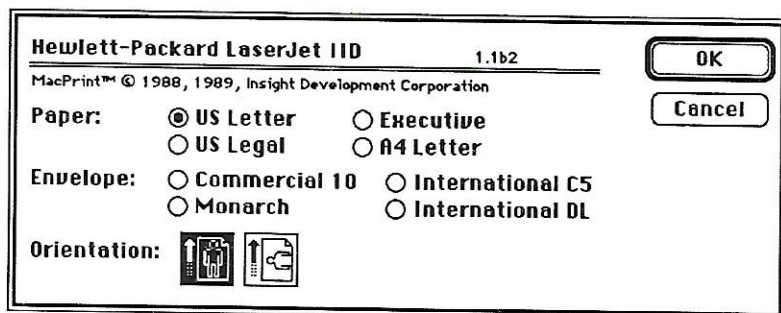 Hewlett-Packard LaserJet IID 1.1b2 OK
MacPrint™ © 1988, 1989, Insight Development Corporation
Paper: US Letter Executive Cancel
US Legal A4 Letter
Envelope: Commercial 10 International C5
Monarch International DL
Orientation: